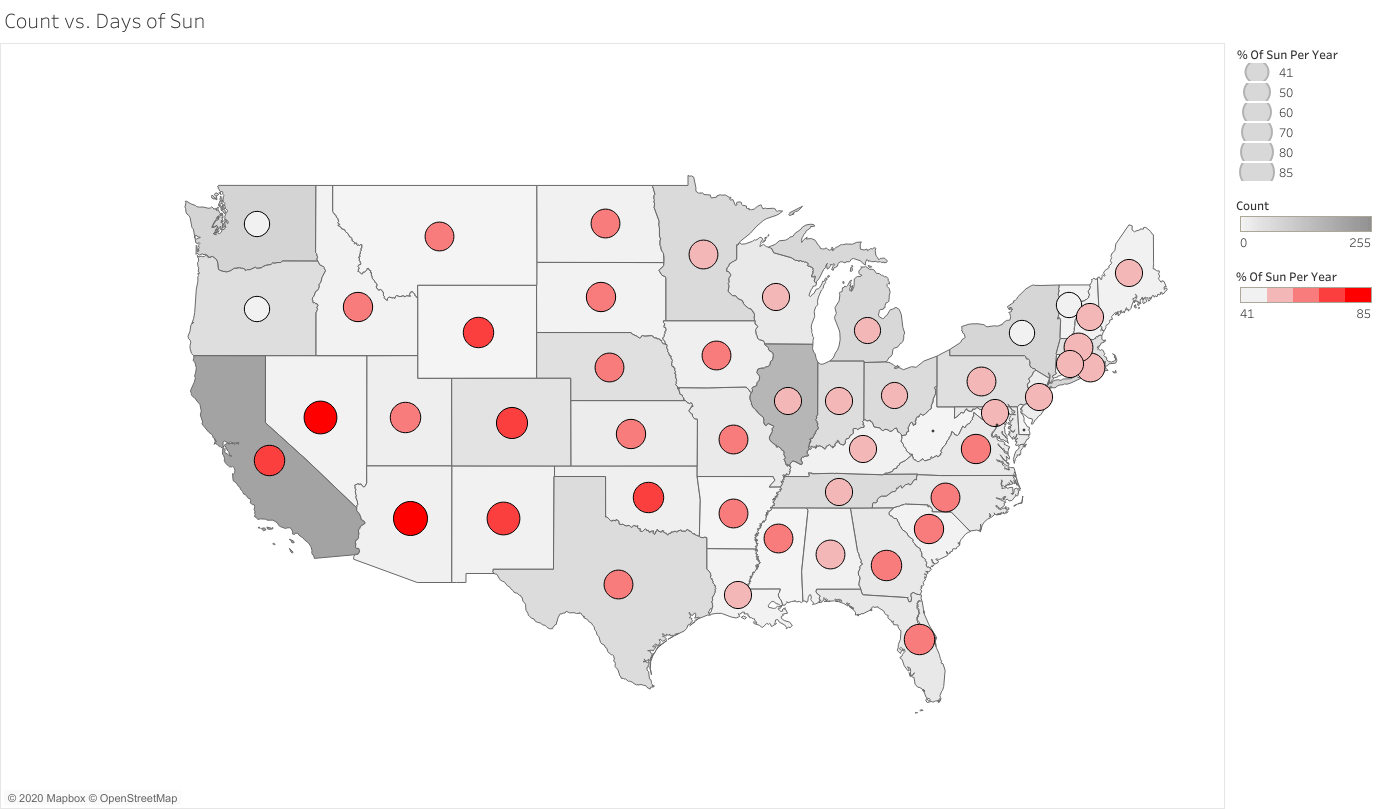 Count vs. Days of Sun
% Of Sun Per Year
41
50
60
70
80
85
Count
0 255
% Of Sun Per Year
41 85
© 2020 Mapbox © OpenStreetMap